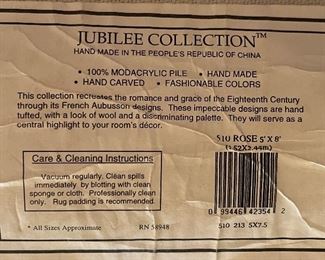 JUBILEE COLLECTION™
HAND MADE IN THE PEOPLE'S REPUBLIC OF CHINA
• 100% MODACRYLIC PILE • HAND MADE
• HAND CARVED • FASHIONABLE COLORS
This collection recreates the romance and grace of the Eighteenth Century
through its French Aubusson designs. These impeccable designs are hand
tufted, with a look of wool and a discriminating palette. They will serve as a
central highlight to your room's décor.
510 ROSE 5' X 8'
(1.52X2.44m)
Care & Cleaning Instructions
Vacuum regularly. Clean spills
immediately by blotting with clean
sponge or cloth. Professionally clean
only. Rug padding is recommended.
* All Sizes Approximate RN 58948
0 99446 42354 2
510 213 5X7.5